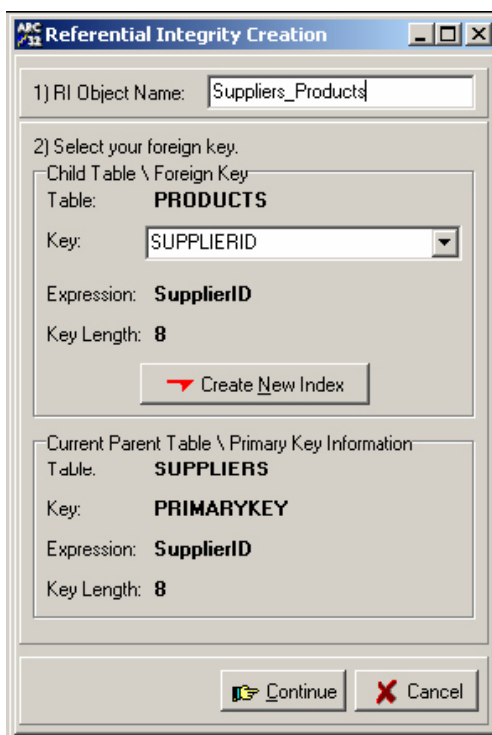 ARC
32
Referential Integrity Creation
1) RI Object Name: Suppliers_Products
2) Select your foreign key.
Child Table \ Foreign Key
Table: PRODUCTS
Key: SUPPLIERID
Expression: SupplierID
Key Length: 8
Create New Index
Current Parent Table \ Primary Key Information
Table: SUPPLIERS
Key: PRIMARYKEY
Expression: SupplierID
Key Length: 8
Continue Cancel